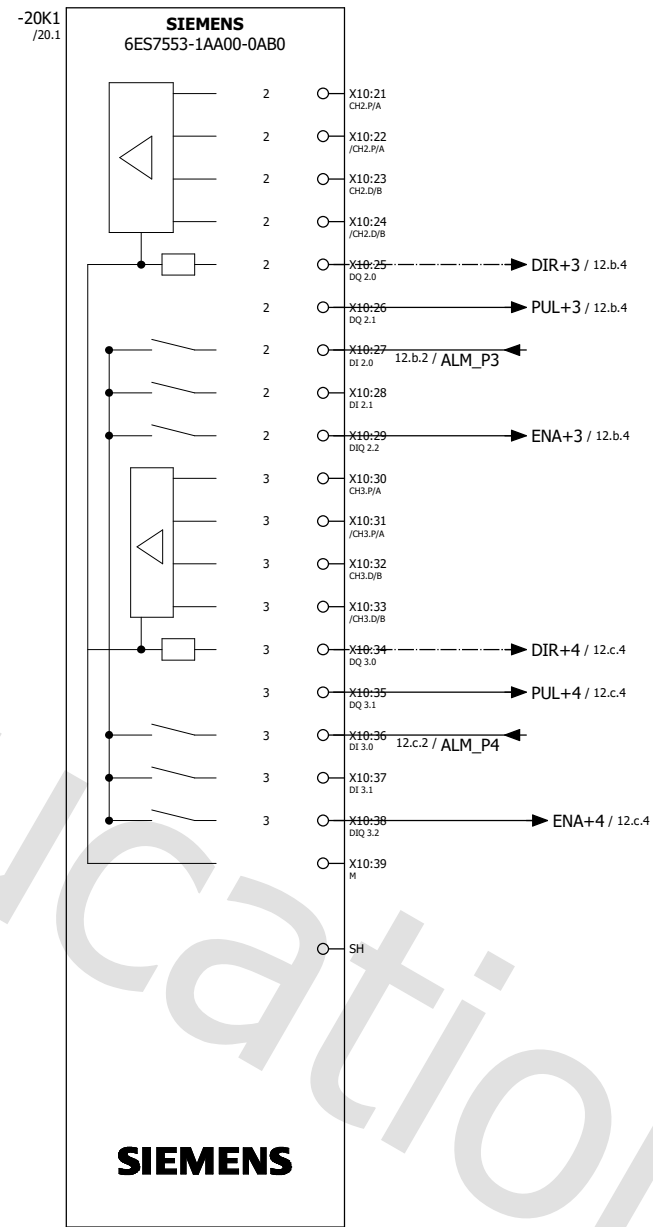 -20K1
/20.1
SIEMENS
6ES7553-1AA00-0AB0
2 X10:21
CH2.P/A
2 X10:22
/CH2.P/A
2 X10:23
CH2.D/B
2 X10:24
/CH2.D/B
2 X10:25 DIR+3 / 12.b.4
DQ 2.0
2 X10:26 PUL+3 / 12.b.4
DQ 2.1
2 X10:27 12.b.2 / ALM_P3
DI 2.0
2 X10:28
DI 2.1
2 X10:29 ENA+3 / 12.b.4
DIQ 2.2
3 X10:30
CH3.P/A
3 X10:31
/CH3.P/A
3 X10:32
CH3.D/B
3 X10:33
/CH3.D/B
3 X10:34 DIR+4 / 12.c.4
DQ 3.0
3 X10:35 PUL+4 / 12.c.4
DQ 3.1
3 X10:36 12.c.2 / ALM_P4
DI 3.0
3 X10:37
DI 3.1
3 X10:38 ENA+4 / 12.c.4
DIQ 3.2
X10:39
M
SH
SIEMENS
ucation